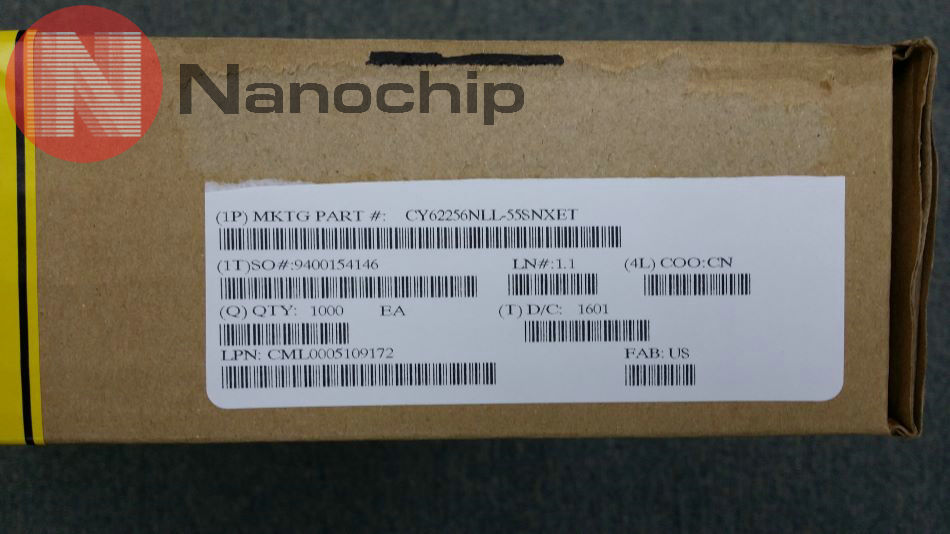 Nanochip
(1P) MKTG PART #: CY62256NLL-55SNXET
(1T)SO#:9400154146 LN#:1.1 (4L) COO:CN
(Q) QTY: 1000 EA (T) D/C: 1601
LPN: CML0005109172 FAB: US